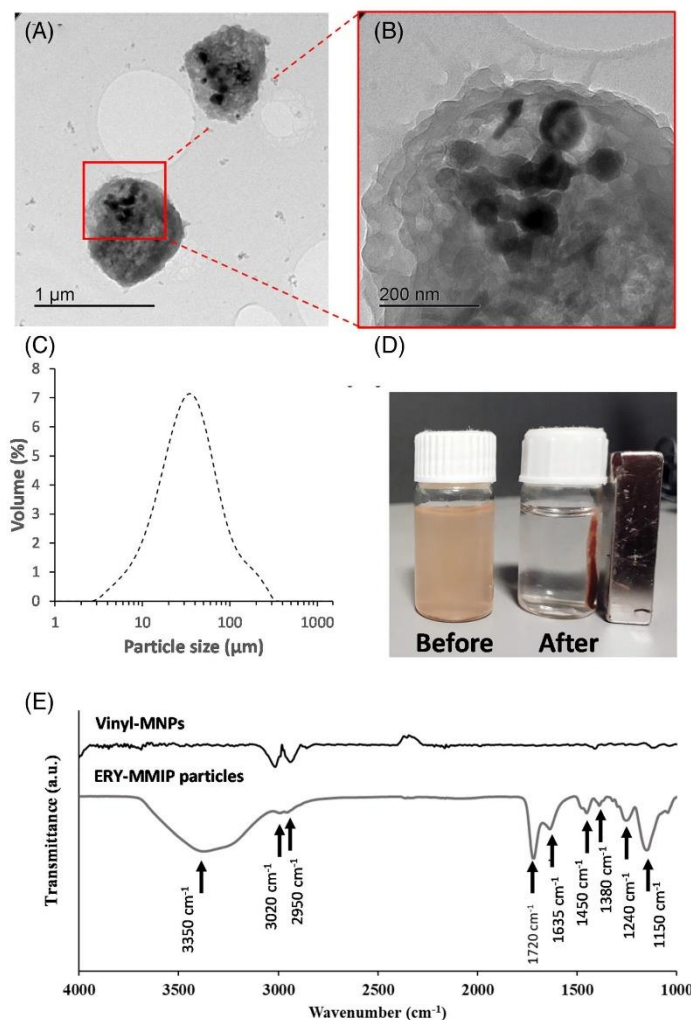 (A)
(B)
1 µm
200 nm
(C)
(D)
8
7
6
5
4
3
2
1
0
Volume (%)
1 10 100 1000
Particle size (µm)
Before After
(E)
Vinyl-MNPs
ERY-MMIP particles
Transmittance (a.u.)
3350 cm⁻¹
3020 cm⁻¹
2950 cm⁻¹
1720 cm⁻¹
1635 cm⁻¹
1450 cm⁻¹
1380 cm⁻¹
1240 cm⁻¹
1150 cm⁻¹
4000 3500 3000 2500 2000 1500 1000
Wavenumber (cm⁻¹)